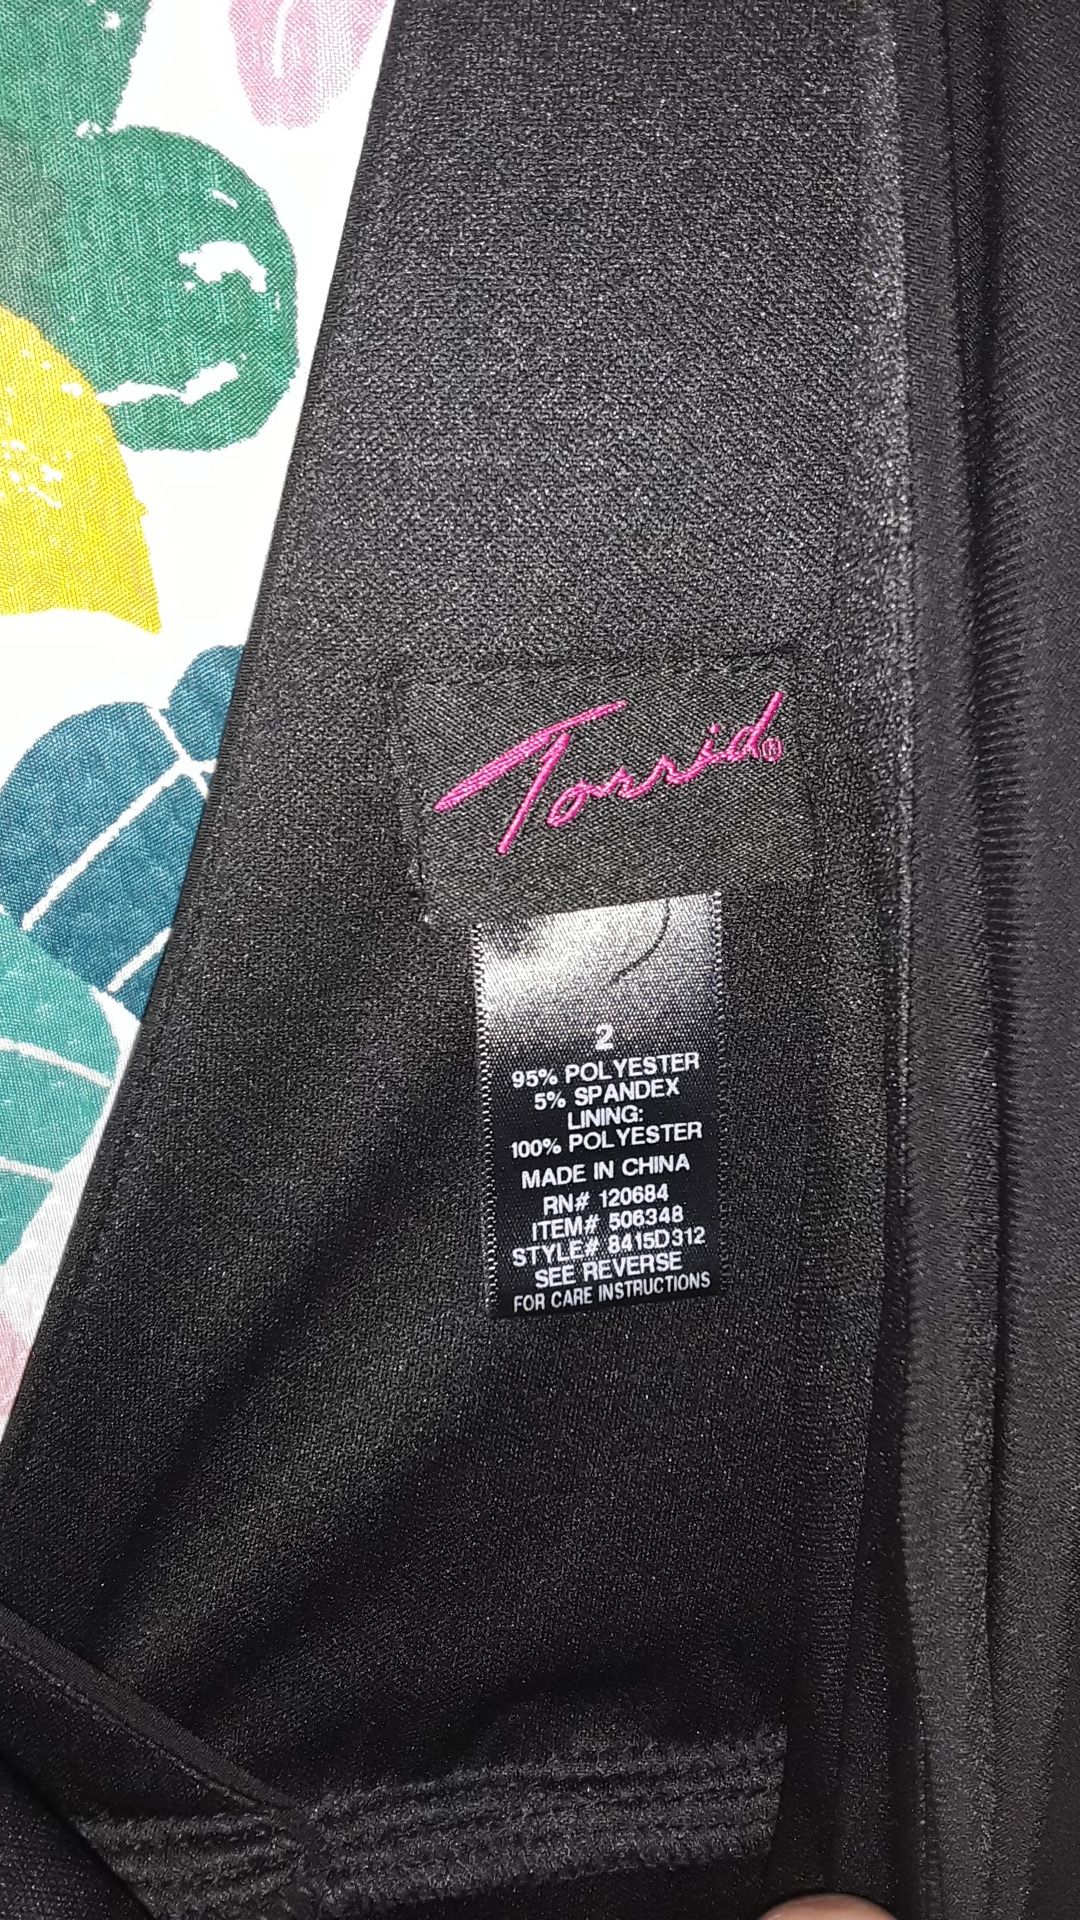 Torrid®
2
95% POLYESTER
5% SPANDEX
LINING:
100% POLYESTER
MADE IN CHINA
RN# 120684
ITEM# 506348
STYLE# 8415D312
SEE REVERSE
FOR CARE INSTRUCTIONS